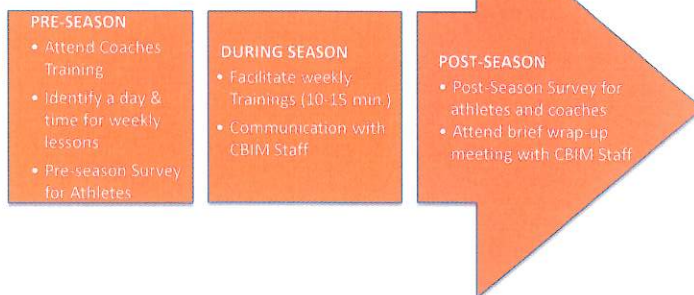 PRE-SEASON
• Attend Coaches
Training
• Identify a day &
time for weekly
lessons
• Pre-season Survey
for Athletes
DURING SEASON
• Facilitate weekly
Trainings (10-15 min.)
• Communication with
CBIM Staff
POST-SEASON
• Post-Season Survey for
athletes and coaches
• Attend brief wrap-up
meeting with CBIM Staff